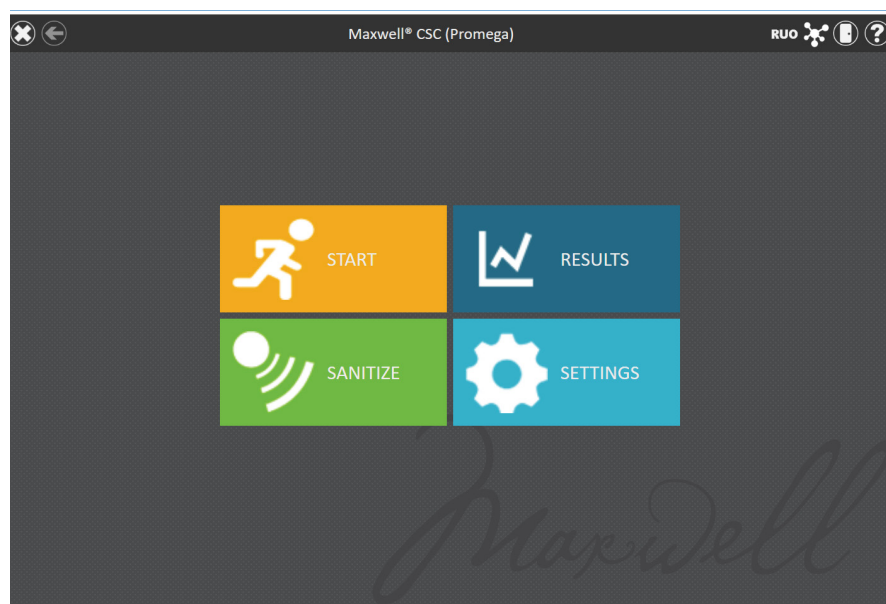 Maxwell® CSC (Promega)
RUO
?
START
RESULTS
SANITIZE
SETTINGS
Maxwell